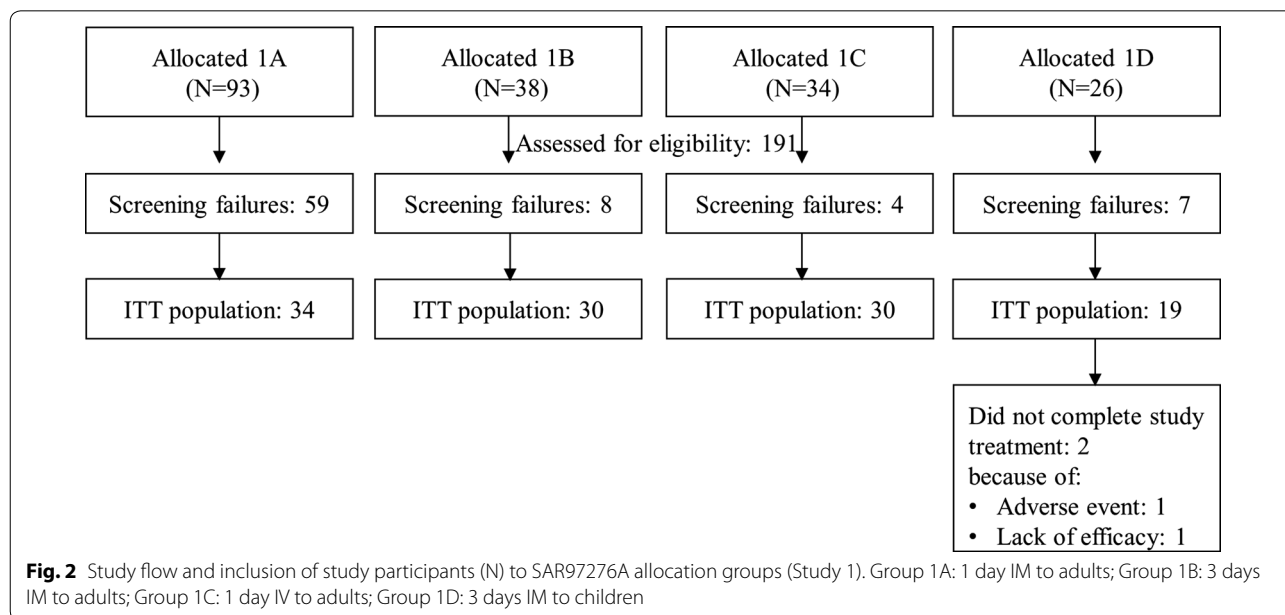 Allocated 1A
(N=93)
Allocated 1B
(N=38)
Allocated 1C
(N=34)
Allocated 1D
(N=26)
Assessed for eligibility: 191
Screening failures: 59
Screening failures: 8
Screening failures: 4
Screening failures: 7
ITT population: 34
ITT population: 30
ITT population: 30
ITT population: 19
Did not complete study
treatment: 2
because of:
• Adverse event: 1
• Lack of efficacy: 1
Fig. 2 Study flow and inclusion of study participants (N) to SAR97276A allocation groups (Study 1). Group 1A: 1 day IM to adults; Group 1B: 3 days
IM to adults; Group 1C: 1 day IV to adults; Group 1D: 3 days IM to children